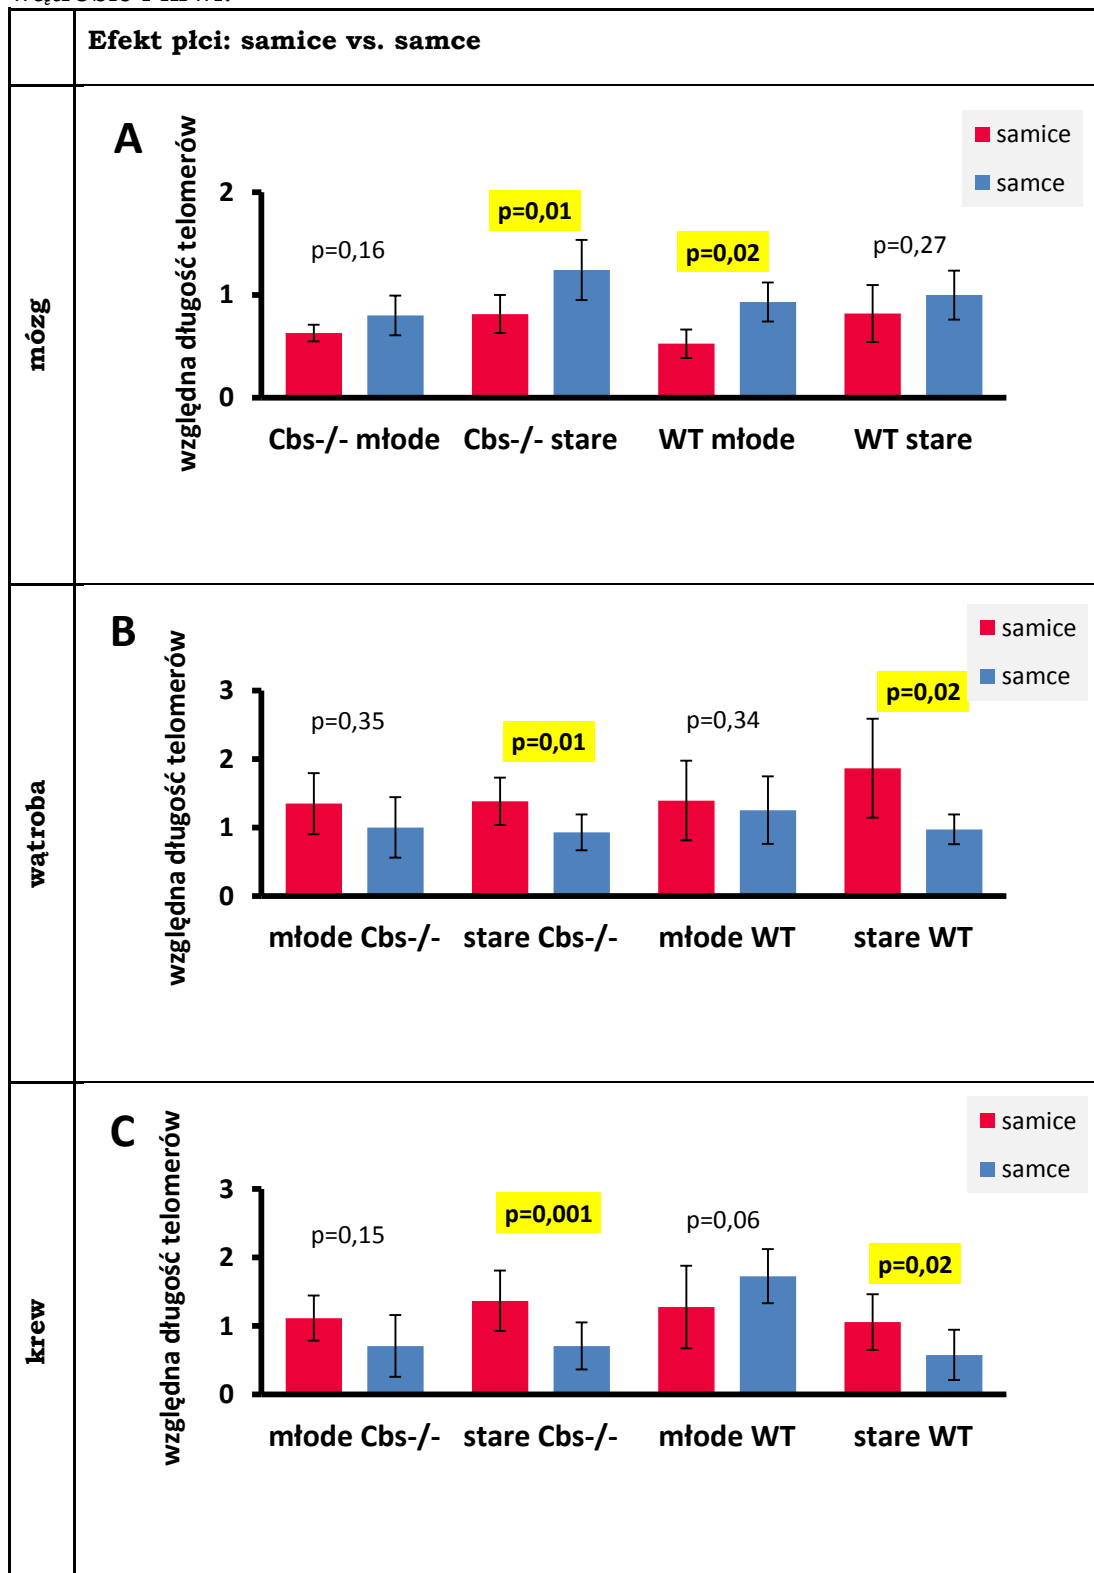 Efekt płci: samice vs. samce
mózg
A
względna długość telomerów
samice
samce
2
1
0
p=0,16
p=0,01
p=0,02
p=0,27
Cbs-/- młode
Cbs-/- stare
WT młode
WT stare
wątroba
B
względna długość telomerów
samice
samce
3
2
1
0
p=0,35
p=0,01
p=0,34
p=0,02
młode Cbs-/-
stare Cbs-/-
młode WT
stare WT
krew
C
względna długość telomerów
samice
samce
3
2
1
0
p=0,15
p=0,001
p=0,06
p=0,02
młode Cbs-/-
stare Cbs-/-
młode WT
stare WT